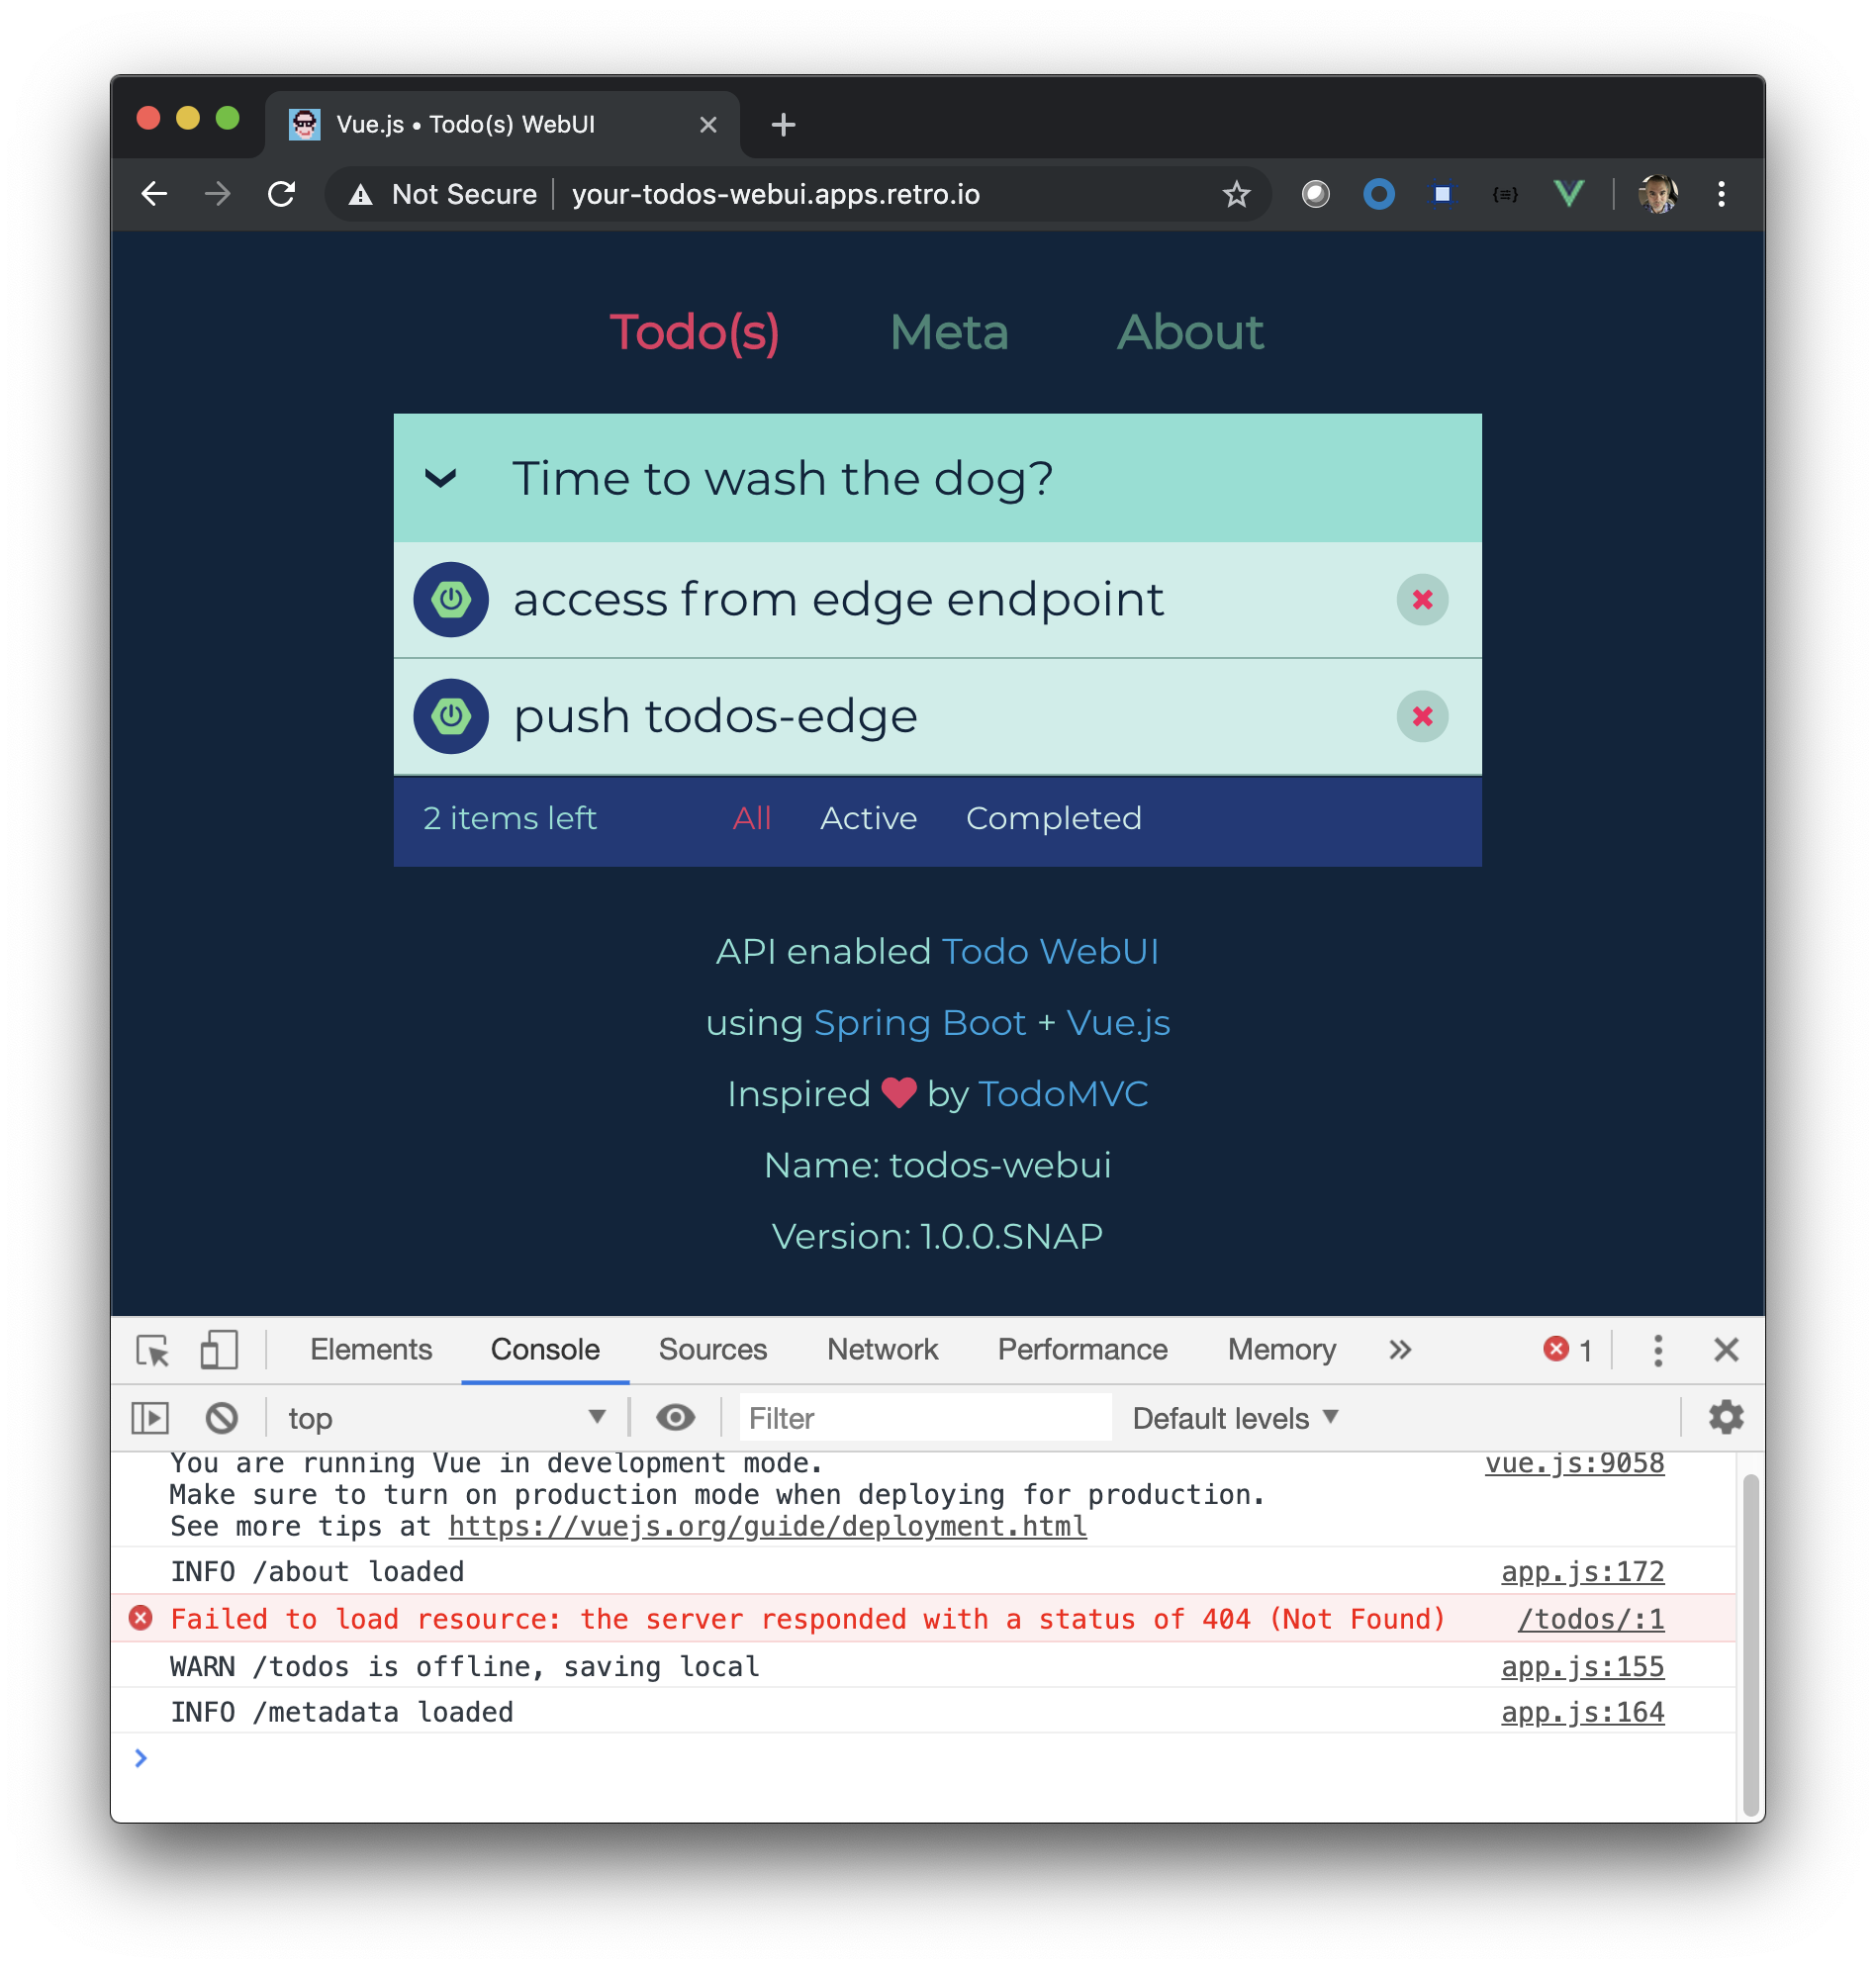 Vue.js • Todo(s) WebUI
Not Secure your-todos-webui.apps.retro.io
Todo(s) Meta About
Time to wash the dog?
access from edge endpoint
push todos-edge
2 items left All Active Completed
API enabled Todo WebUI
using Spring Boot + Vue.js
Inspired ❤ by TodoMVC
Name: todos-webui
Version: 1.0.0.SNAP
Elements Console Sources Network Performance Memory » 1
top Filter Default levels
You are running Vue in development mode. vue.js:9058
Make sure to turn on production mode when deploying for production.
See more tips at https://vuejs.org/guide/deployment.html
INFO /about loaded app.js:172
Failed to load resource: the server responded with a status of 404 (Not Found) /todos/:1
WARN /todos is offline, saving local app.js:155
INFO /metadata loaded app.js:164